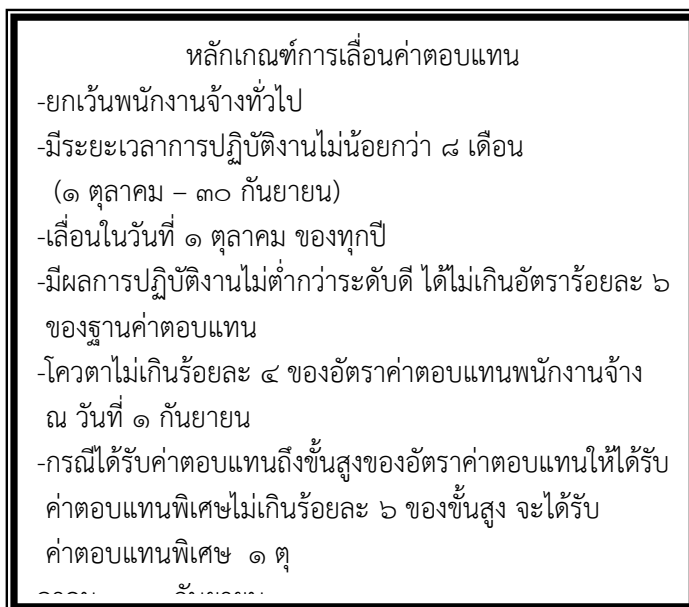 หลักเกณฑ์การเลื่อนค่าตอบแทน
-ยกเว้นพนักงานจ้างทั่วไป
-มีระยะเวลาการปฏิบัติงานไม่น้อยกว่า ๘ เดือน
(๑ ตุลาคม – ๓๐ กันยายน)
-เลื่อนในวันที่ ๑ ตุลาคม ของทุกปี
-มีผลการปฏิบัติงานไม่ต่ำกว่าระดับดี ได้ไม่เกินอัตราร้อยละ ๖
ของฐานค่าตอบแทน
-โควตาไม่เกินร้อยละ ๔ ของอัตราค่าตอบแทนพนักงานจ้าง
ณ วันที่ ๑ กันยายน
-กรณีได้รับค่าตอบแทนถึงขั้นสูงของอัตราค่าตอบแทนให้ได้รับ
ค่าตอบแทนพิเศษไม่เกินร้อยละ ๖ ของขั้นสูง จะได้รับ
ค่าตอบแทนพิเศษ ๑ ตุ